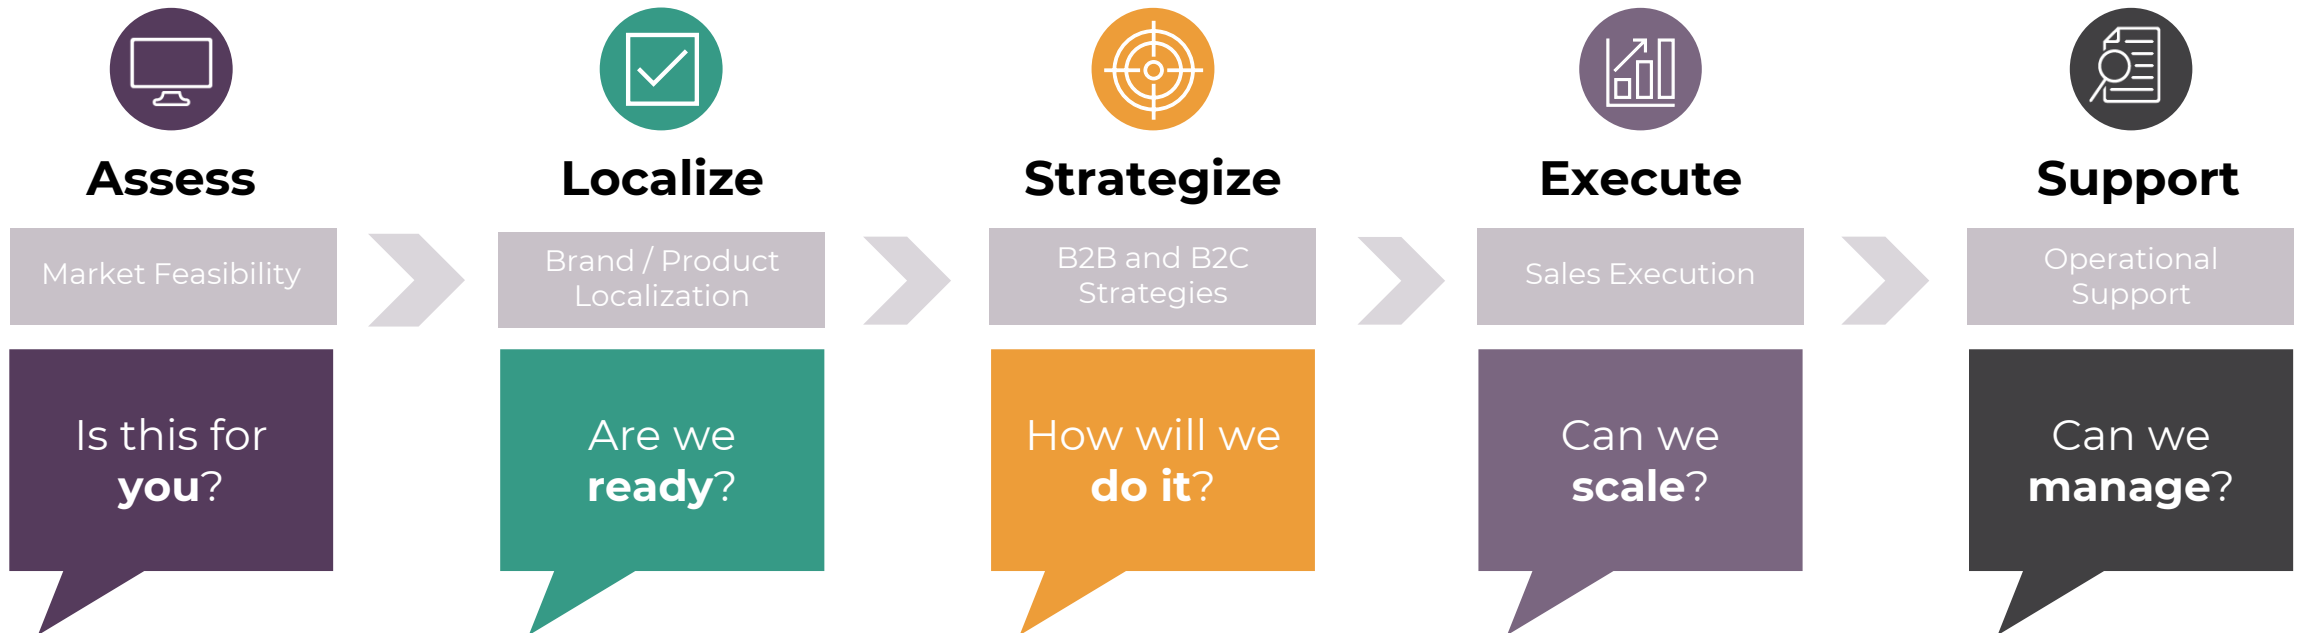 Assess
Localize
Strategize
Execute
Support
Market Feasibility
Brand / Product
Localization
B2B and B2C
Strategies
Sales Execution
Operational
Support
Is this for
you?
Are we
ready?
How will we
do it?
Can we
scale?
Can we
manage?